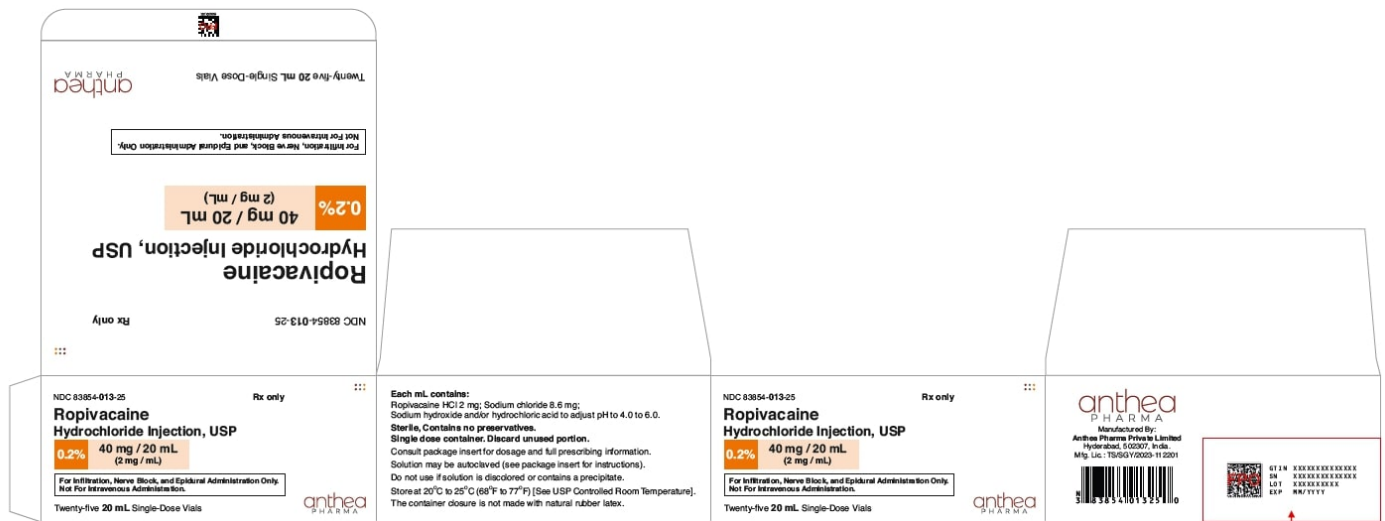 anthea
PHARMA
Twenty-five 20 mL Single-Dose Vials
For Infiltration, Nerve Block, and Epidural Administration Only.
Not For Intravenous Administration.
0.2%
40 mg / 20 mL
(2 mg / mL)
Ropivacaine
Hydrochloride Injection, USP
NDC 83854-013-25
Rx only
NDC 83854-013-25
Rx only
Ropivacaine
Hydrochloride Injection, USP
0.2%
40 mg / 20 mL
(2 mg / mL)
For Infiltration, Nerve Block, and Epidural Administration Only.
Not For Intravenous Administration.
Twenty-five 20 mL Single-Dose Vials
anthea
PHARMA
Each mL contains:
Ropivacaine HCl 2 mg; Sodium chloride 8.6 mg;
Sodium hydroxide and/or hydrochloric acid to adjust pH to 4.0 to 6.0.
Sterile, Contains no preservatives.
Single dose container. Discard unused portion.
Consult package insert for dosage and full prescribing information.
Solution may be autoclaved (see package insert for instructions).
Do not use if solution is discolored or contains a precipitate.
Store at 20°C to 25°C (68°F to 77°F) [See USP Controlled Room Temperature].
The container closure is not made with natural rubber latex.
NDC 83854-013-25
Rx only
Ropivacaine
Hydrochloride Injection, USP
0.2%
40 mg / 20 mL
(2 mg / mL)
For Infiltration, Nerve Block, and Epidural Administration Only.
Not For Intravenous Administration.
Twenty-five 20 mL Single-Dose Vials
anthea
PHARMA
anthea
PHARMA
Manufactured By:
Anthea Pharma Private Limited
Hyderabad, 502307, India.
Mfg. Lic.: TS/SGY/2023-112201
N
3 83854 01325 0
GTIN XXXXXXXXXXXXXX
SN XXXXXXXXXXXXXX
LOT XXXXXXXXXX
EXP MM/YYYY